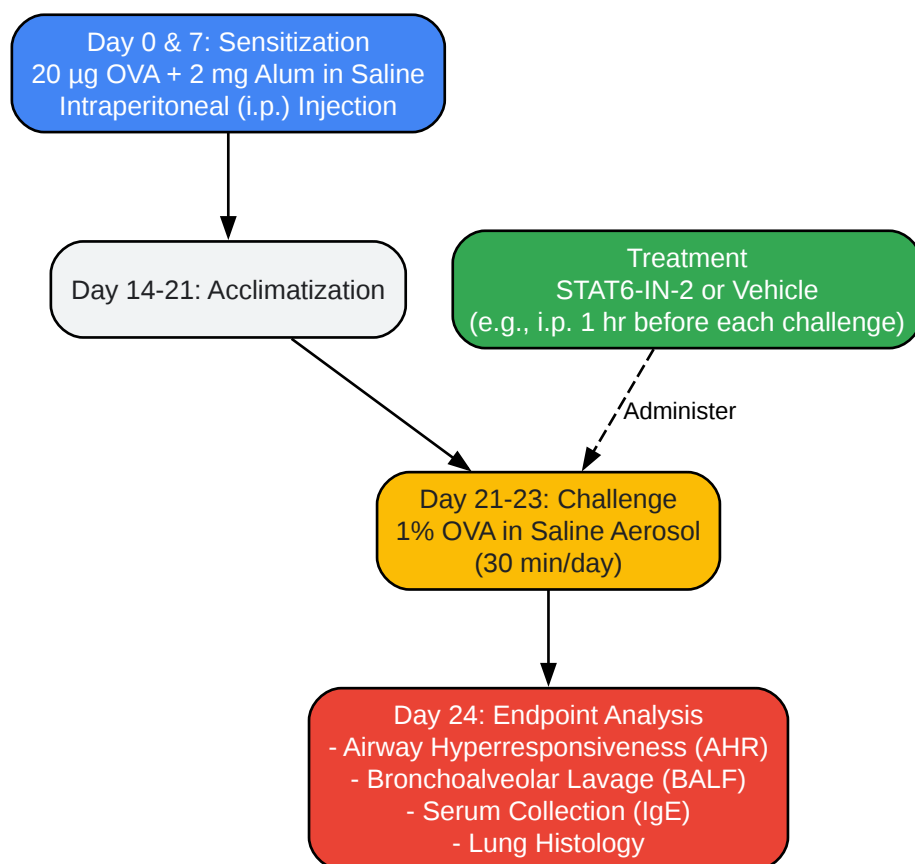 Day 0 & 7: Sensitization
20 µg OVA + 2 mg Alum in Saline
Intraperitoneal (i.p.) Injection
Day 14-21: Acclimatization
Treatment
STAT6-IN-2 or Vehicle
(e.g., i.p. 1 hr before each challenge)
Administer
Day 21-23: Challenge
1% OVA in Saline Aerosol
(30 min/day)
Day 24: Endpoint Analysis
- Airway Hyperresponsiveness (AHR)
- Bronchoalveolar Lavage (BALF)
- Serum Collection (IgE)
- Lung Histology